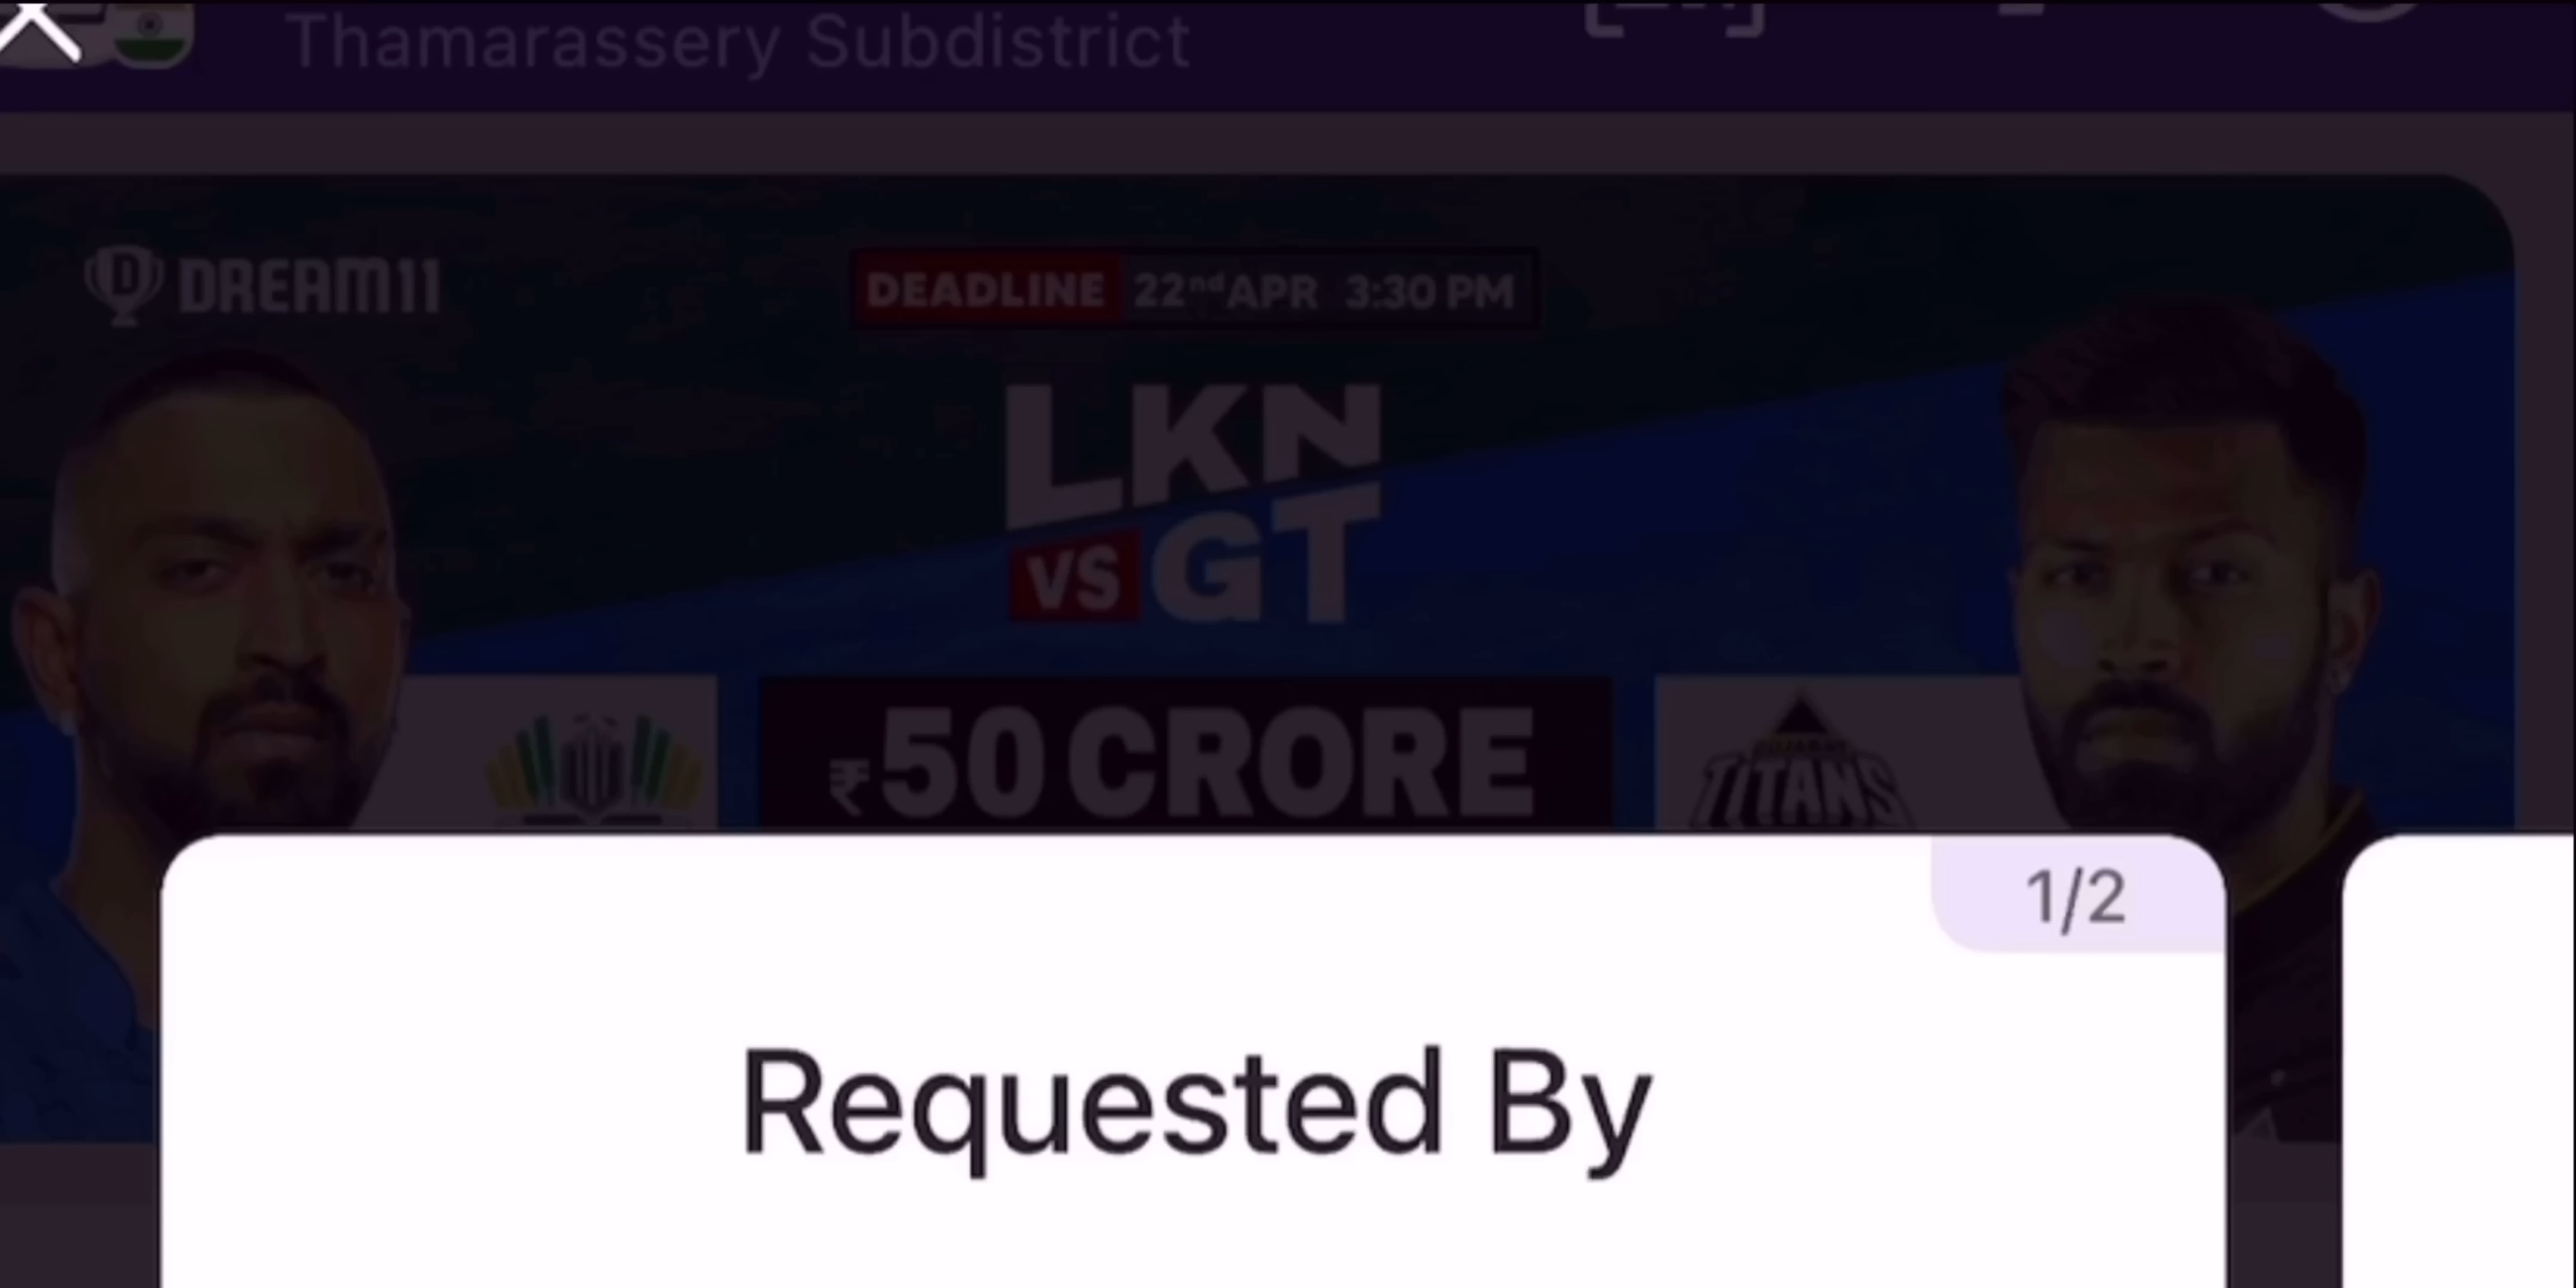 Thamarassery Subdistrict
DREAM11
DEADLINE 22nd APR 3:30 PM
LKN
VS GT
₹50 CRORE
TITANS
1/2
Requested By